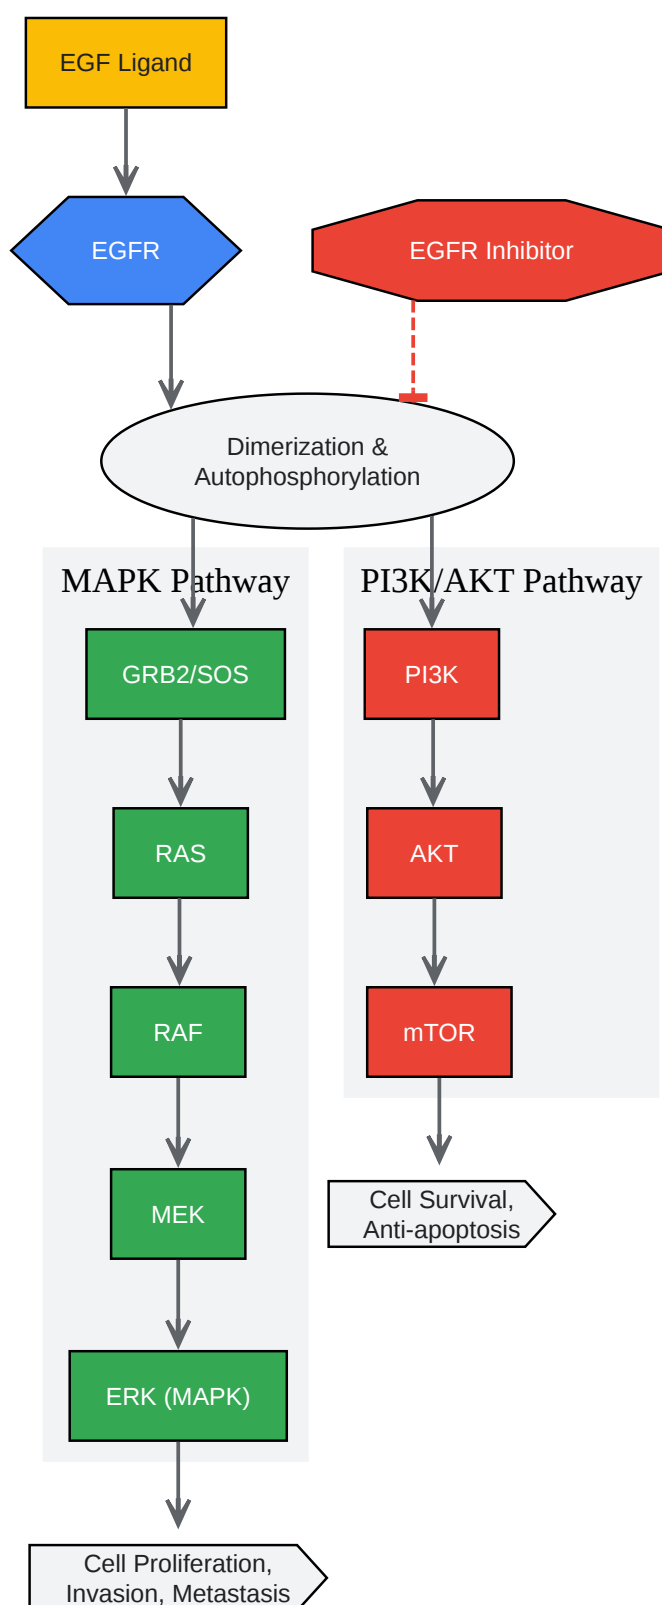 EGF Ligand
EGFR
EGFR Inhibitor
Dimerization &
Autophosphorylation
MAPK Pathway
PI3K/AKT Pathway
GRB2/SOS
PI3K
RAS
AKT
RAF
mTOR
MEK
Cell Survival,
Anti-apoptosis
ERK (MAPK)
Cell Proliferation,
Invasion, Metastasis